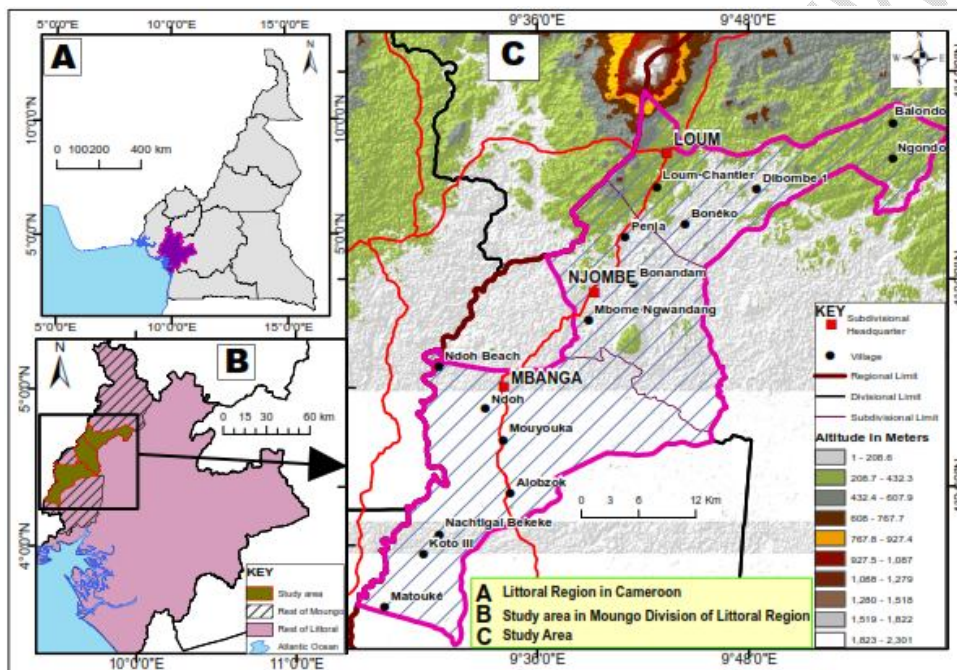 5°0'0"E 10°0'0"E 15°0'0"E
A
N
0 100200 400 km
10°0'0"N
5°0'0"N
5°0'0"E 10°0'0"E 15°0'0"E
B
N
0 15 30 60 km
5°0'0"N
4°0'0"N
KEY
Study area
Rest of Moungo
Rest of Littoral
Atlantic Ocean
10°0'0"E 11°0'0"E
9°36'0"E 9°48'0"E
C
N
W E
S
Balondo
Ngondo
LOUM
Loum-Chantier
Dibombe 1
Bonéko
Penja
NJOMBE
Bonandam
Mbome Ngwandang
Ndoh Beach
MBANGA
Ndoh
Mouyouka
Alobzok
Nachtigal Bekeke
Koto III
Matouké
0 3 6 12 Km
KEY
Subdivisional
Headquarter
Village
Regional Limit
Divisional Limit
Subdivisional Limit
Altitude in Meters
1 - 208.6
208.7 - 432.3
432.4 - 607.9
608 - 767.7
767.8 - 927.4
927.5 - 1,087
1,088 - 1,279
1,280 - 1,518
1,519 - 1,822
1,823 - 2,301
A Littoral Region in Cameroon
B Study area in Moungo Division of Littoral Region
C Study Area
9°36'0"E 9°48'0"E